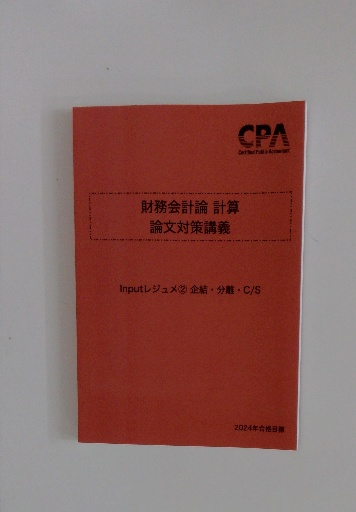 CPA
Certified Public Accountant
財務会計論 計算
論文対策講義
Inputレジュメ② 企結・分離・C/S
2024年合格目標